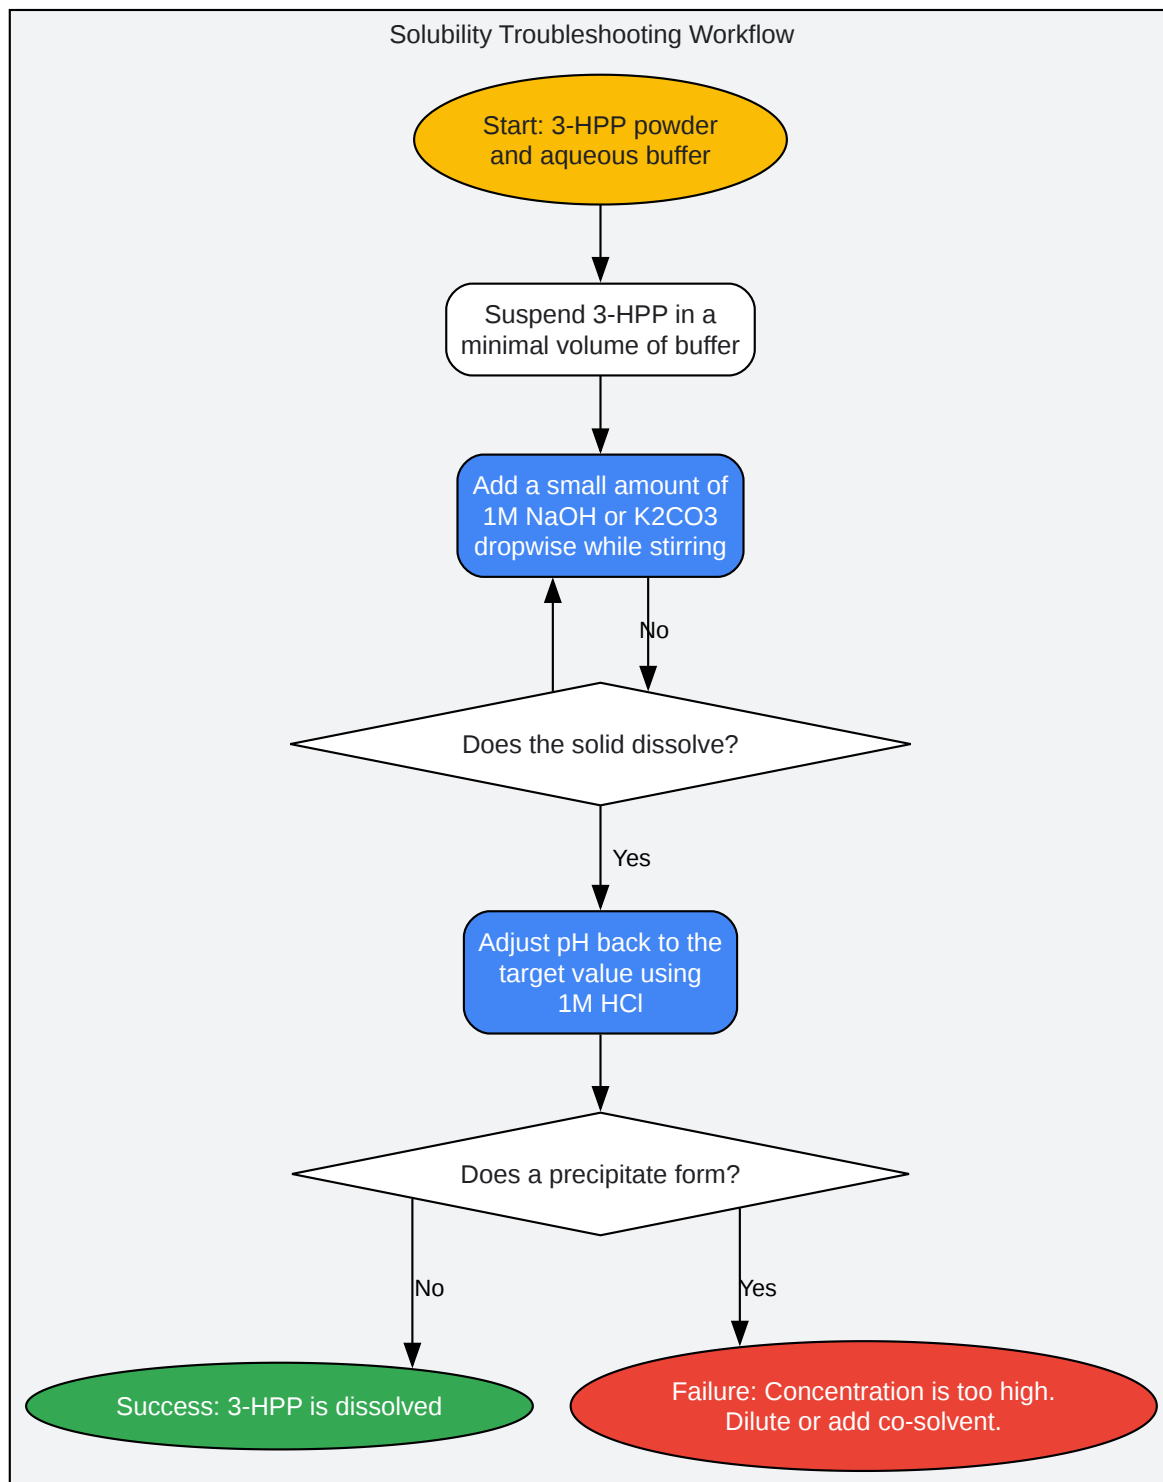 Solubility Troubleshooting Workflow
Start: 3-HPP powder
and aqueous buffer
Suspend 3-HPP in a
minimal volume of buffer
Add a small amount of
1M NaOH or K2CO3
dropwise while stirring
No
Does the solid dissolve?
Yes
Adjust pH back to the
target value using
1M HCl
Does a precipitate form?
No
Yes
Success: 3-HPP is dissolved
Failure: Concentration is too high.
Dilute or add co-solvent.